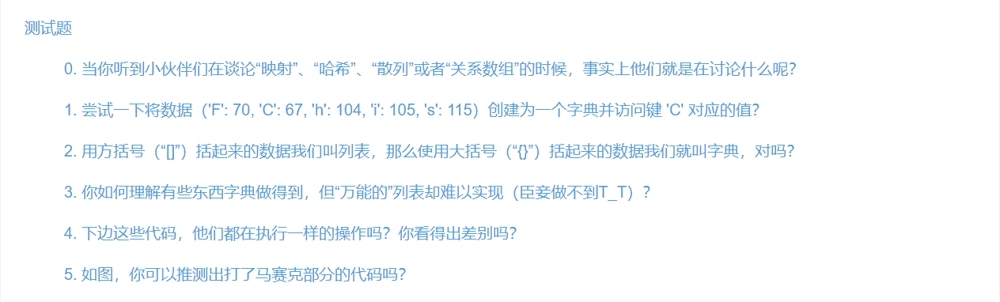 测试题
0. 当你听到小伙伴们在谈论“映射”、“哈希”、“散列”或者“关系数组”的时候，事实上他们就是在讨论什么呢？
1. 尝试一下将数据（'F': 70, 'C': 67, 'h': 104, 'i': 105, 's': 115）创建为一个字典并访问键 'C' 对应的值？
2. 用方括号（“[]”）括起来的数据我们叫列表，那么使用大括号（“{}”）括起来的数据我们就叫字典，对吗？
3. 你如何理解有些东西字典做得到，但“万能的”列表却难以实现（臣妾做不到T_T）？
4. 下边这些代码，他们都在执行一样的操作吗？你看得出差别吗？
5. 如图，你可以推测出打了马赛克部分的代码吗？